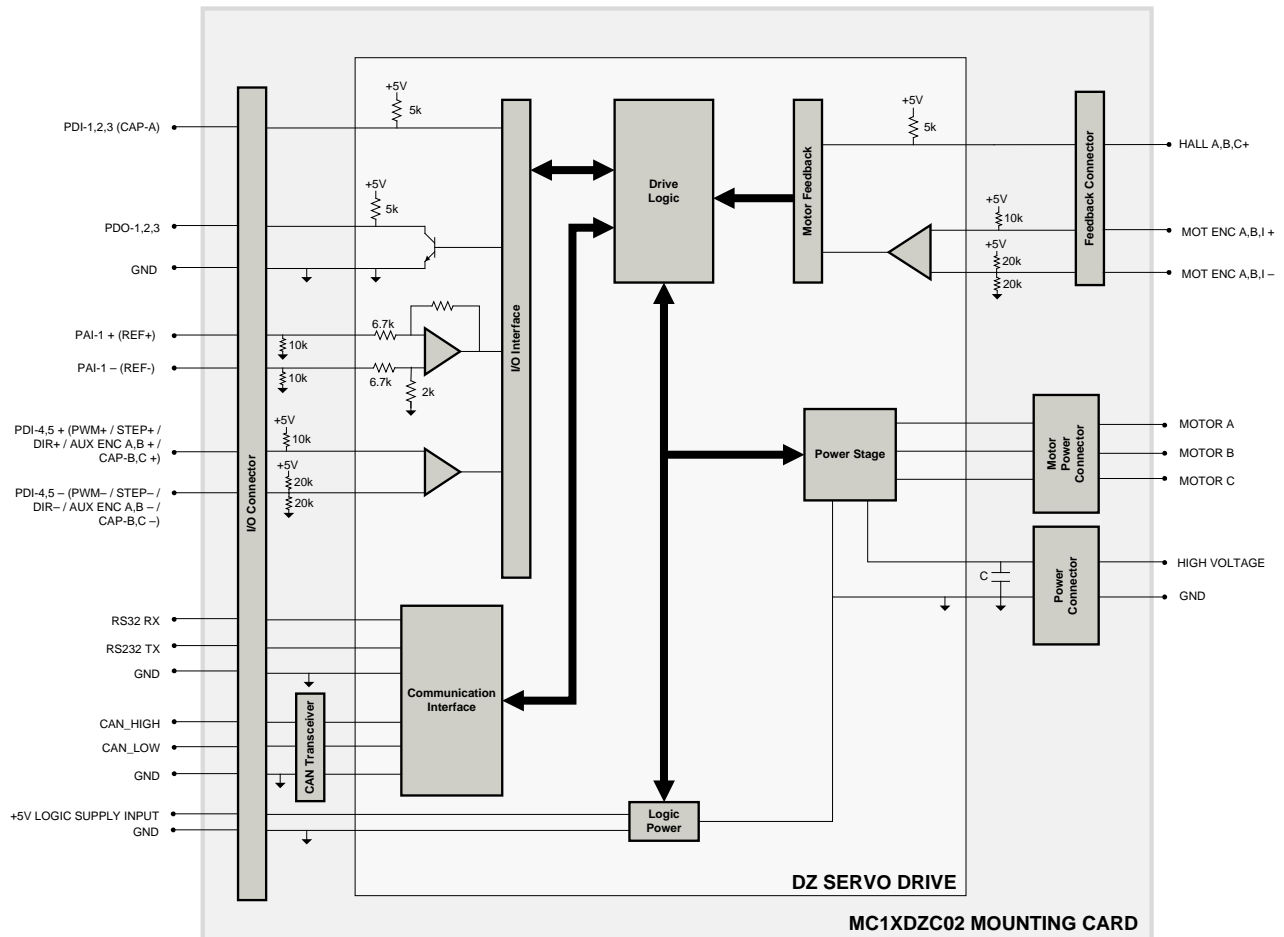 +5V
5k
PDI-1,2,3 (CAP-A)
+5V
5k
PDO-1,2,3
GND
PAI-1 + (REF+)
10k
6.7k
PAI-1 – (REF-)
10k
6.7k
2k
PDI-4,5 + (PWM+ / STEP+ /
DIR+ / AUX ENC A,B + /
CAP-B,C +)
+5V
10k
+5V
20k
20k
PDI-4,5 – (PWM– / STEP– /
DIR– / AUX ENC A,B – /
CAP-B,C –)
I/O Connector
I/O Interface
RS32 RX
RS232 TX
GND
CAN_HIGH
CAN_LOW
GND
CAN Transceiver
Communication
Interface
+5V LOGIC SUPPLY INPUT
GND
Drive
Logic
Logic
Power
Motor Feedback
+5V
5k
+5V
10k
+5V
20k
20k
Feedback Connector
HALL A,B,C+
MOT ENC A,B,I +
MOT ENC A,B,I –
Power Stage
Motor
Power
Connector
MOTOR A
MOTOR B
MOTOR C
C
Power
Connector
HIGH VOLTAGE
GND
DZ SERVO DRIVE
MC1XDZC02 MOUNTING CARD